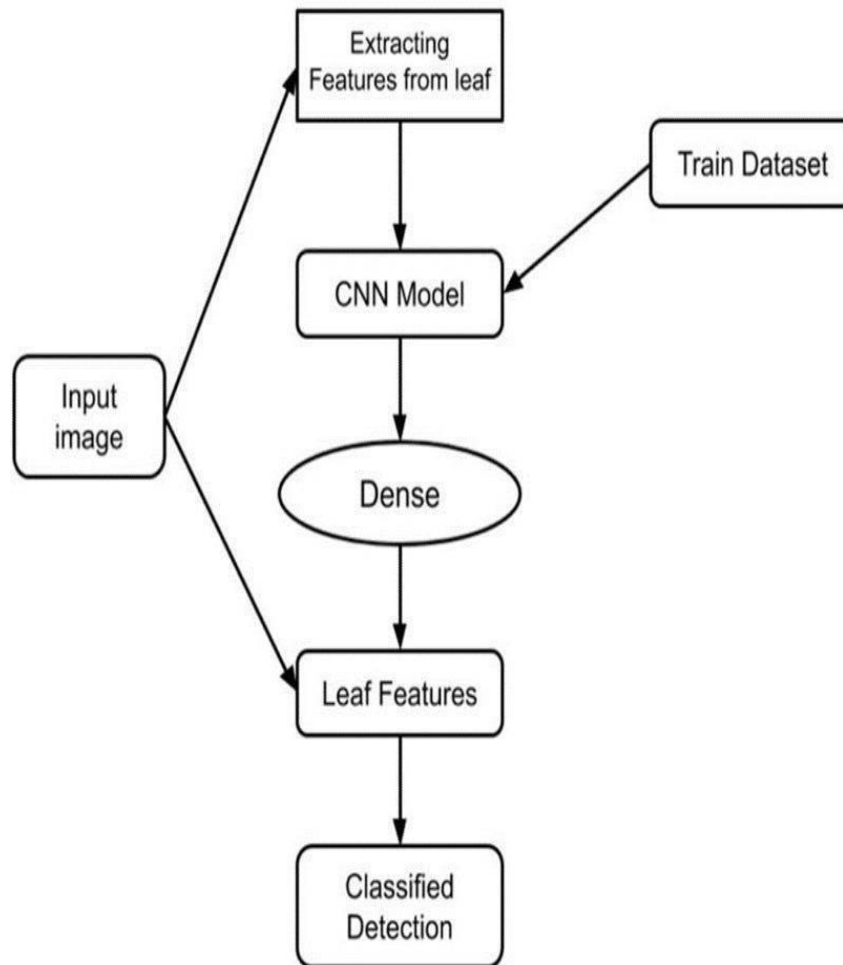 Extracting
Features from leaf
Train Dataset
CNN Model
Input
image
Dense
Leaf Features
Classified
Detection